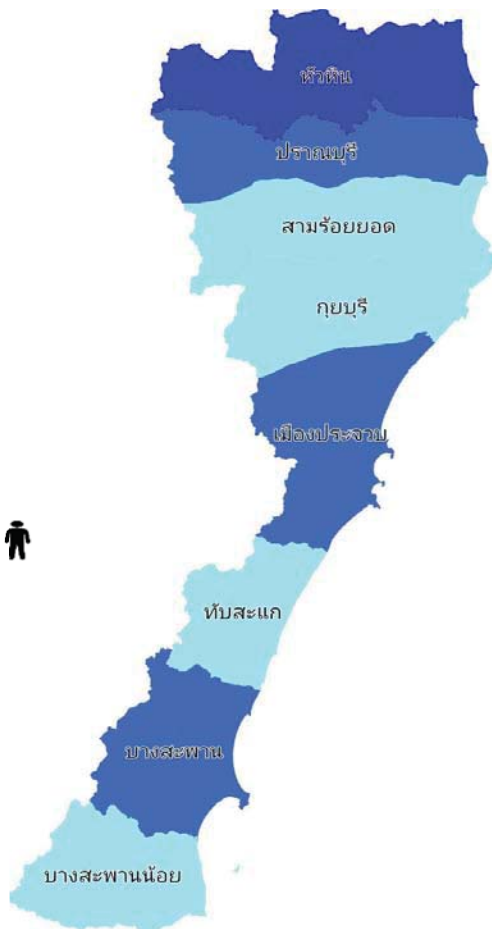 หัวหิน
ปราณบุรี
สามร้อยยอด
กุยบุรี
เมืองประจวบ
ทับสะแก
บางสะพาน
บางสะพานน้อย